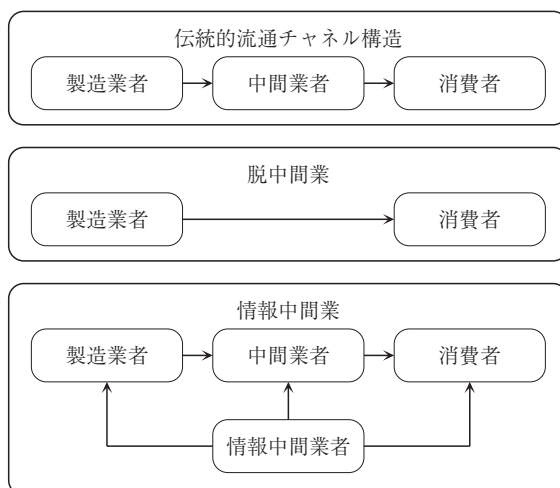 伝統的流通チャネル構造
製造業者 中間業者 消費者
脱中間業
製造業者 消費者
情報中間業
製造業者 中間業者 消費者
情報中間業者